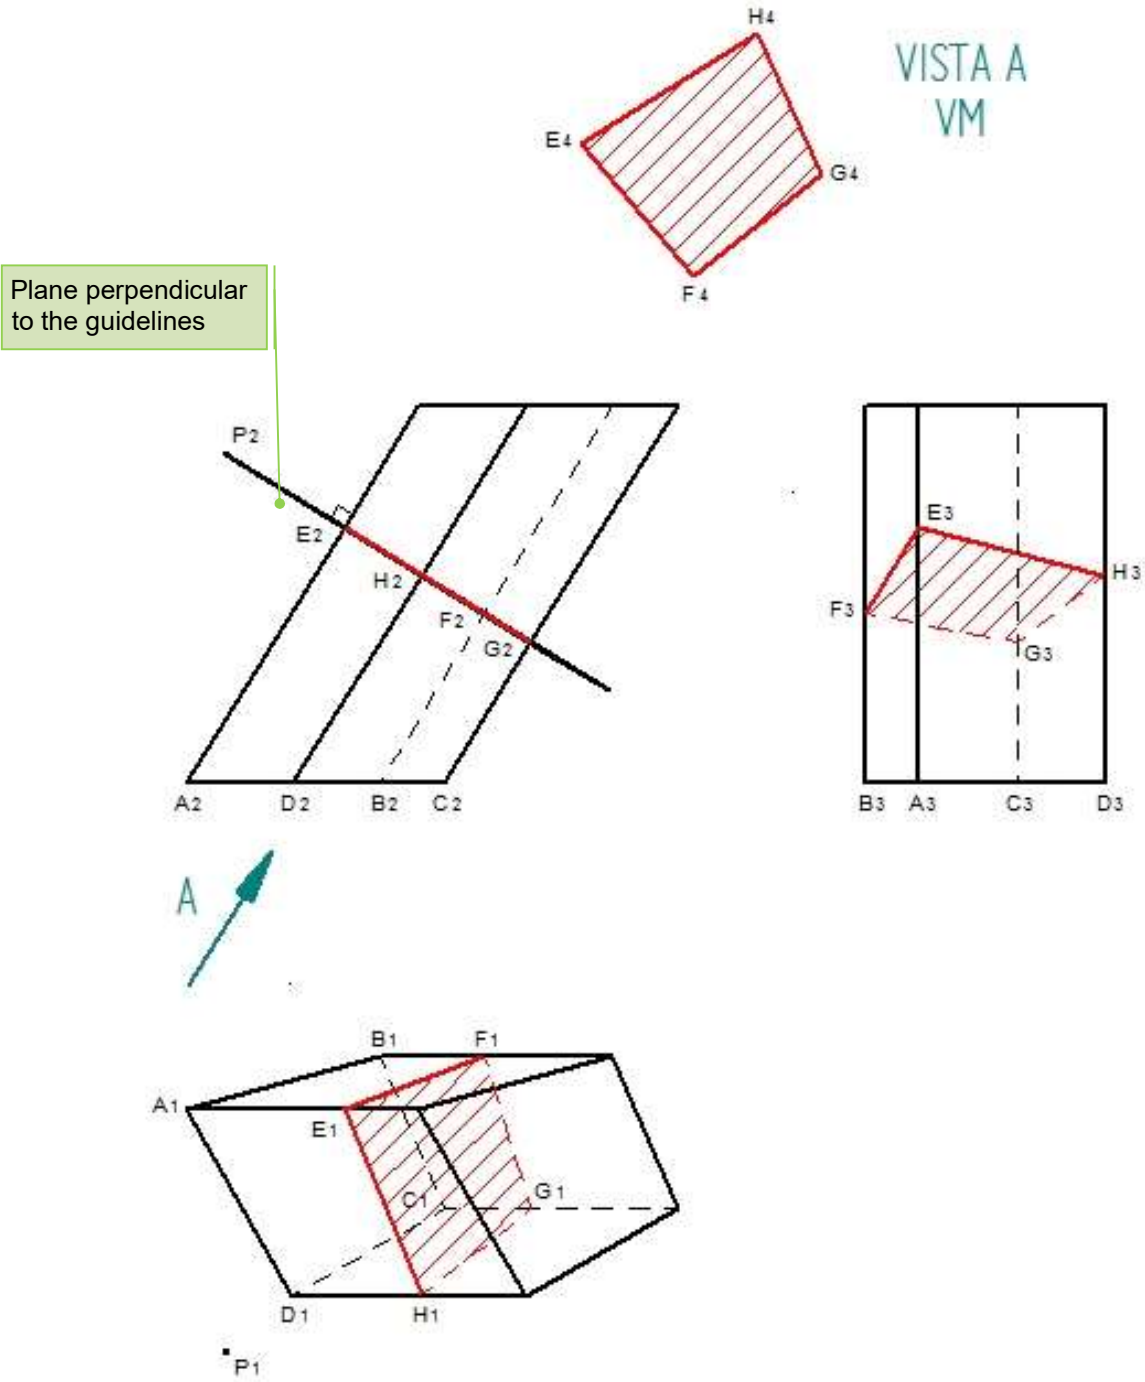 H4
VISTA A
VM
E4
G4
F4
Plane perpendicular
to the guidelines
P2
E2
H2
F2
G2
E3
H3
F3
G3
A2 D2 B2 C2
B3 A3 C3 D3
A
B1 F1
A1
E1
C1
G1
D1 H1
P1